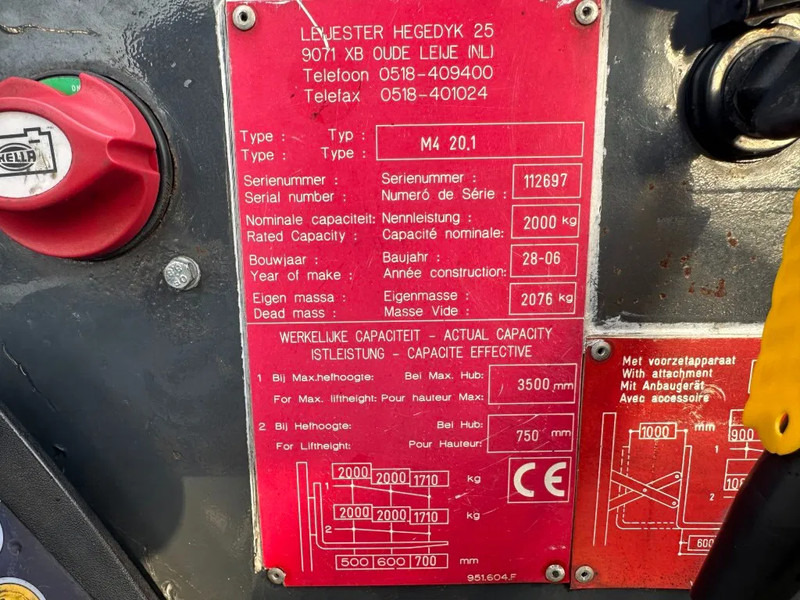 LEIJESTER HEGEDYK 25
9071 XB OUDE LEIJE (NL)
Telefoon 0518-409400
Telefax 0518-401024
Type : Typ : M4 20,1
Type : Type :
Serienummer : Serienummer : 112697
Serial number : Numeró de Série :
Nominale capaciteit: Nennleistung : 2000 kg
Rated Capacity : Capacité nominale:
Bouwjaar : Baujahr : 28-06
Year of make : Année construction:
Eigen massa : Eigenmasse : 2076 kg
Dead mass : Masse Vide :
WERKELIJKE CAPACITEIT - ACTUAL CAPACITY
ISTLEISTUNG - CAPACITE EFFECTIVE
1 Bij Max.hefhoogte: Bei Max. Hub: 3500 mm
For Max. liftheight: Pour hauteur Max:
2 Bij Hefhoogte: Bei Hub: 750 mm
For Liftheight: Pour Hauteur:
CE
2000 2000 1710 kg
1
2000 2000 1710 kg
2
500 600 700 mm
951.604.F
HELLA
Met voorzetapparaat
With attachment
Mit Anbaugerät
Avec accessoire
1000 mm
900
1
2
600